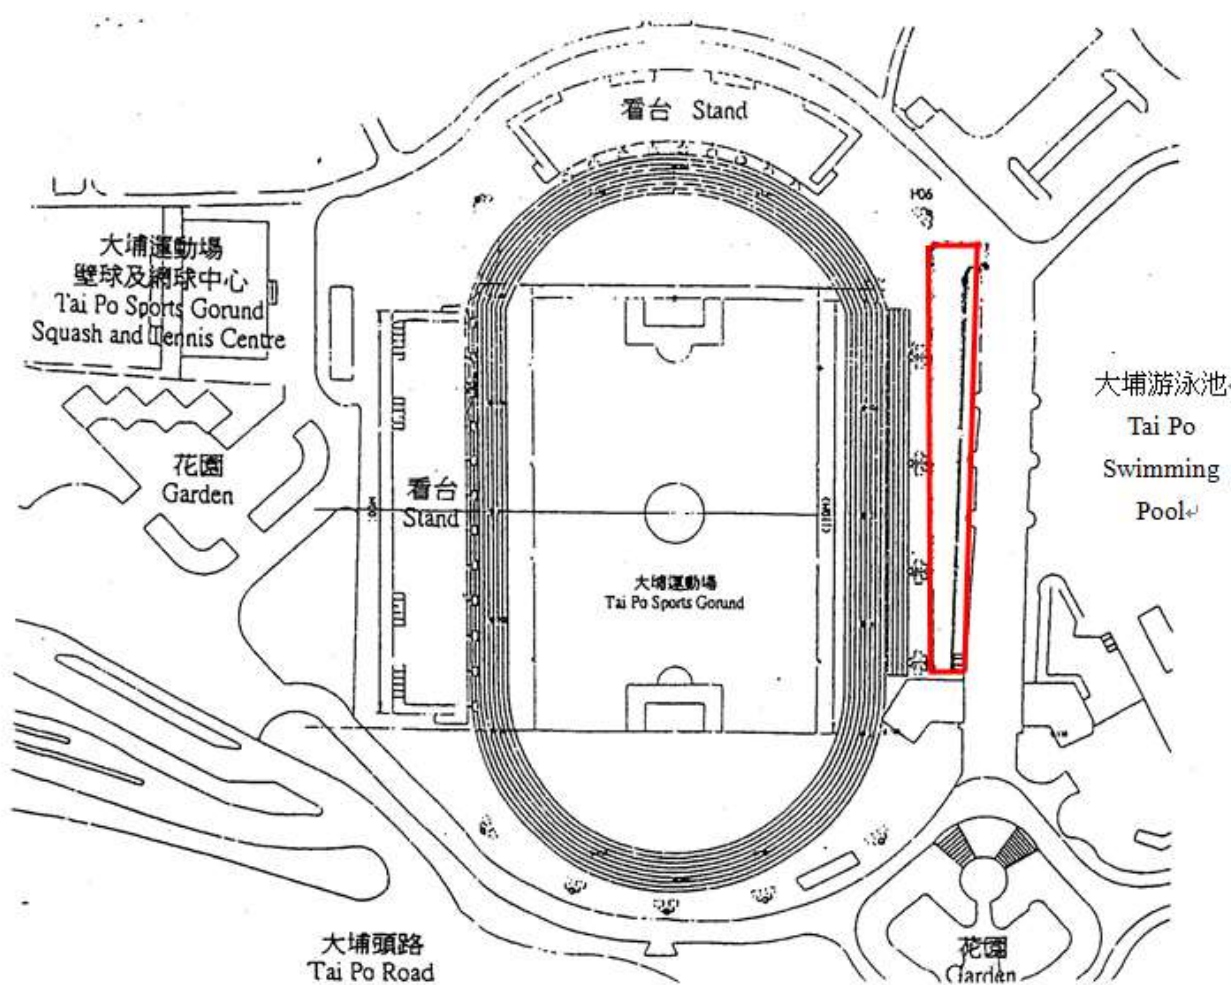 看台 Stand
H06
大埔運動場
壁球及網球中心
Tai Po Sports Gorund
Squash and Tennis Centre
大埔游泳池
Tai Po
Swimming
Pool
花園
Garden
看台
Stand
大埔運動場
Tai Po Sports Gorund
大埔頭路
Tai Po Road
花園
Garden